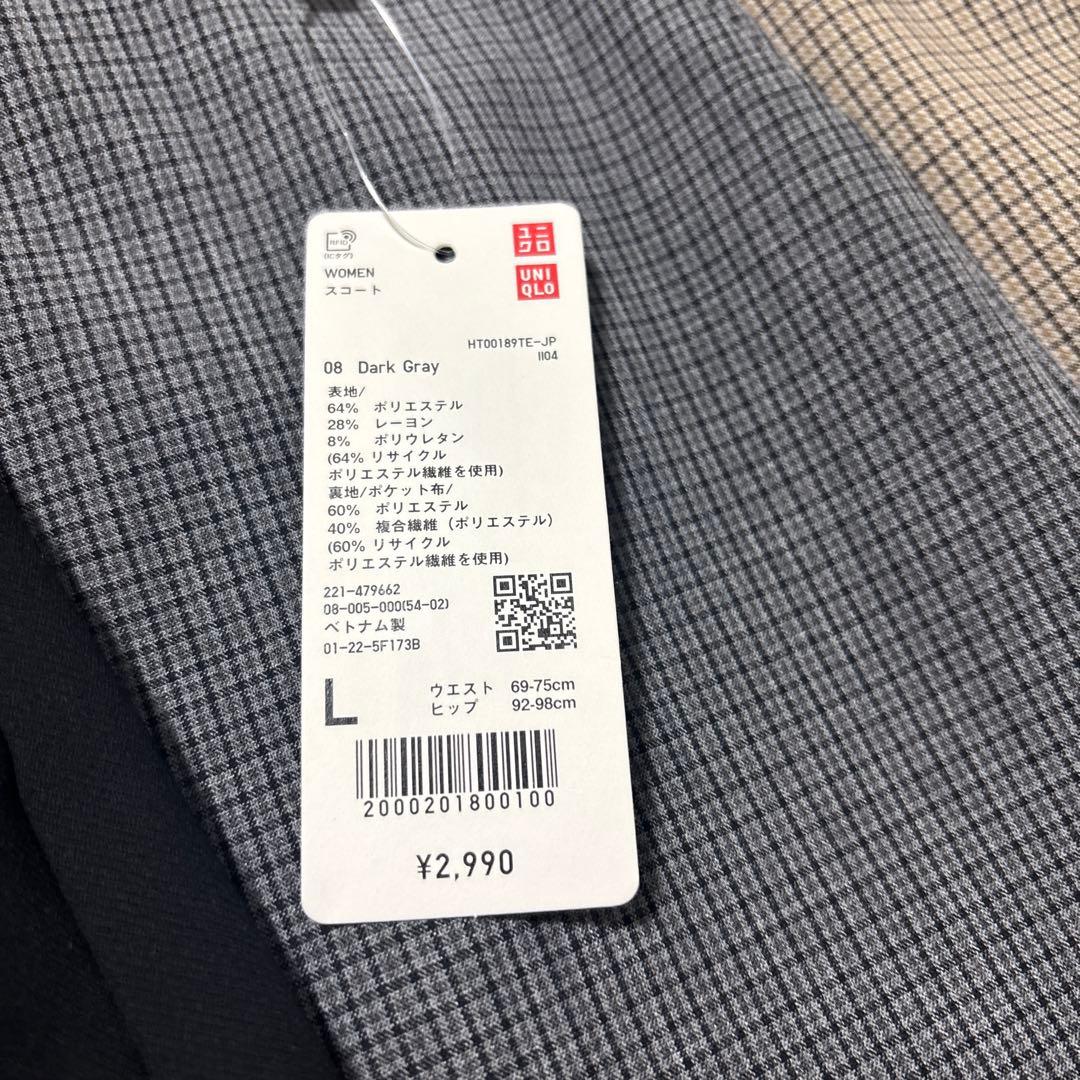 RFID
(ICタグ)
ユニ
クロ
UNI
QLO
WOMEN
スコート
HT00189TE-JP
1104
08 Dark Gray
表地/
64% ポリエステル
28% レーヨン
8% ポリウレタン
(64% リサイクル
ポリエステル繊維を使用)
裏地/ポケット布/
60% ポリエステル
40% 複合繊維(ポリエステル)
(60% リサイクル
ポリエステル繊維を使用)
221-479662
08-005-000(54-02)
ベトナム製
01-22-5F173B
L
ウエスト 69-75cm
ヒップ 92-98cm
2000201800100
¥2,990